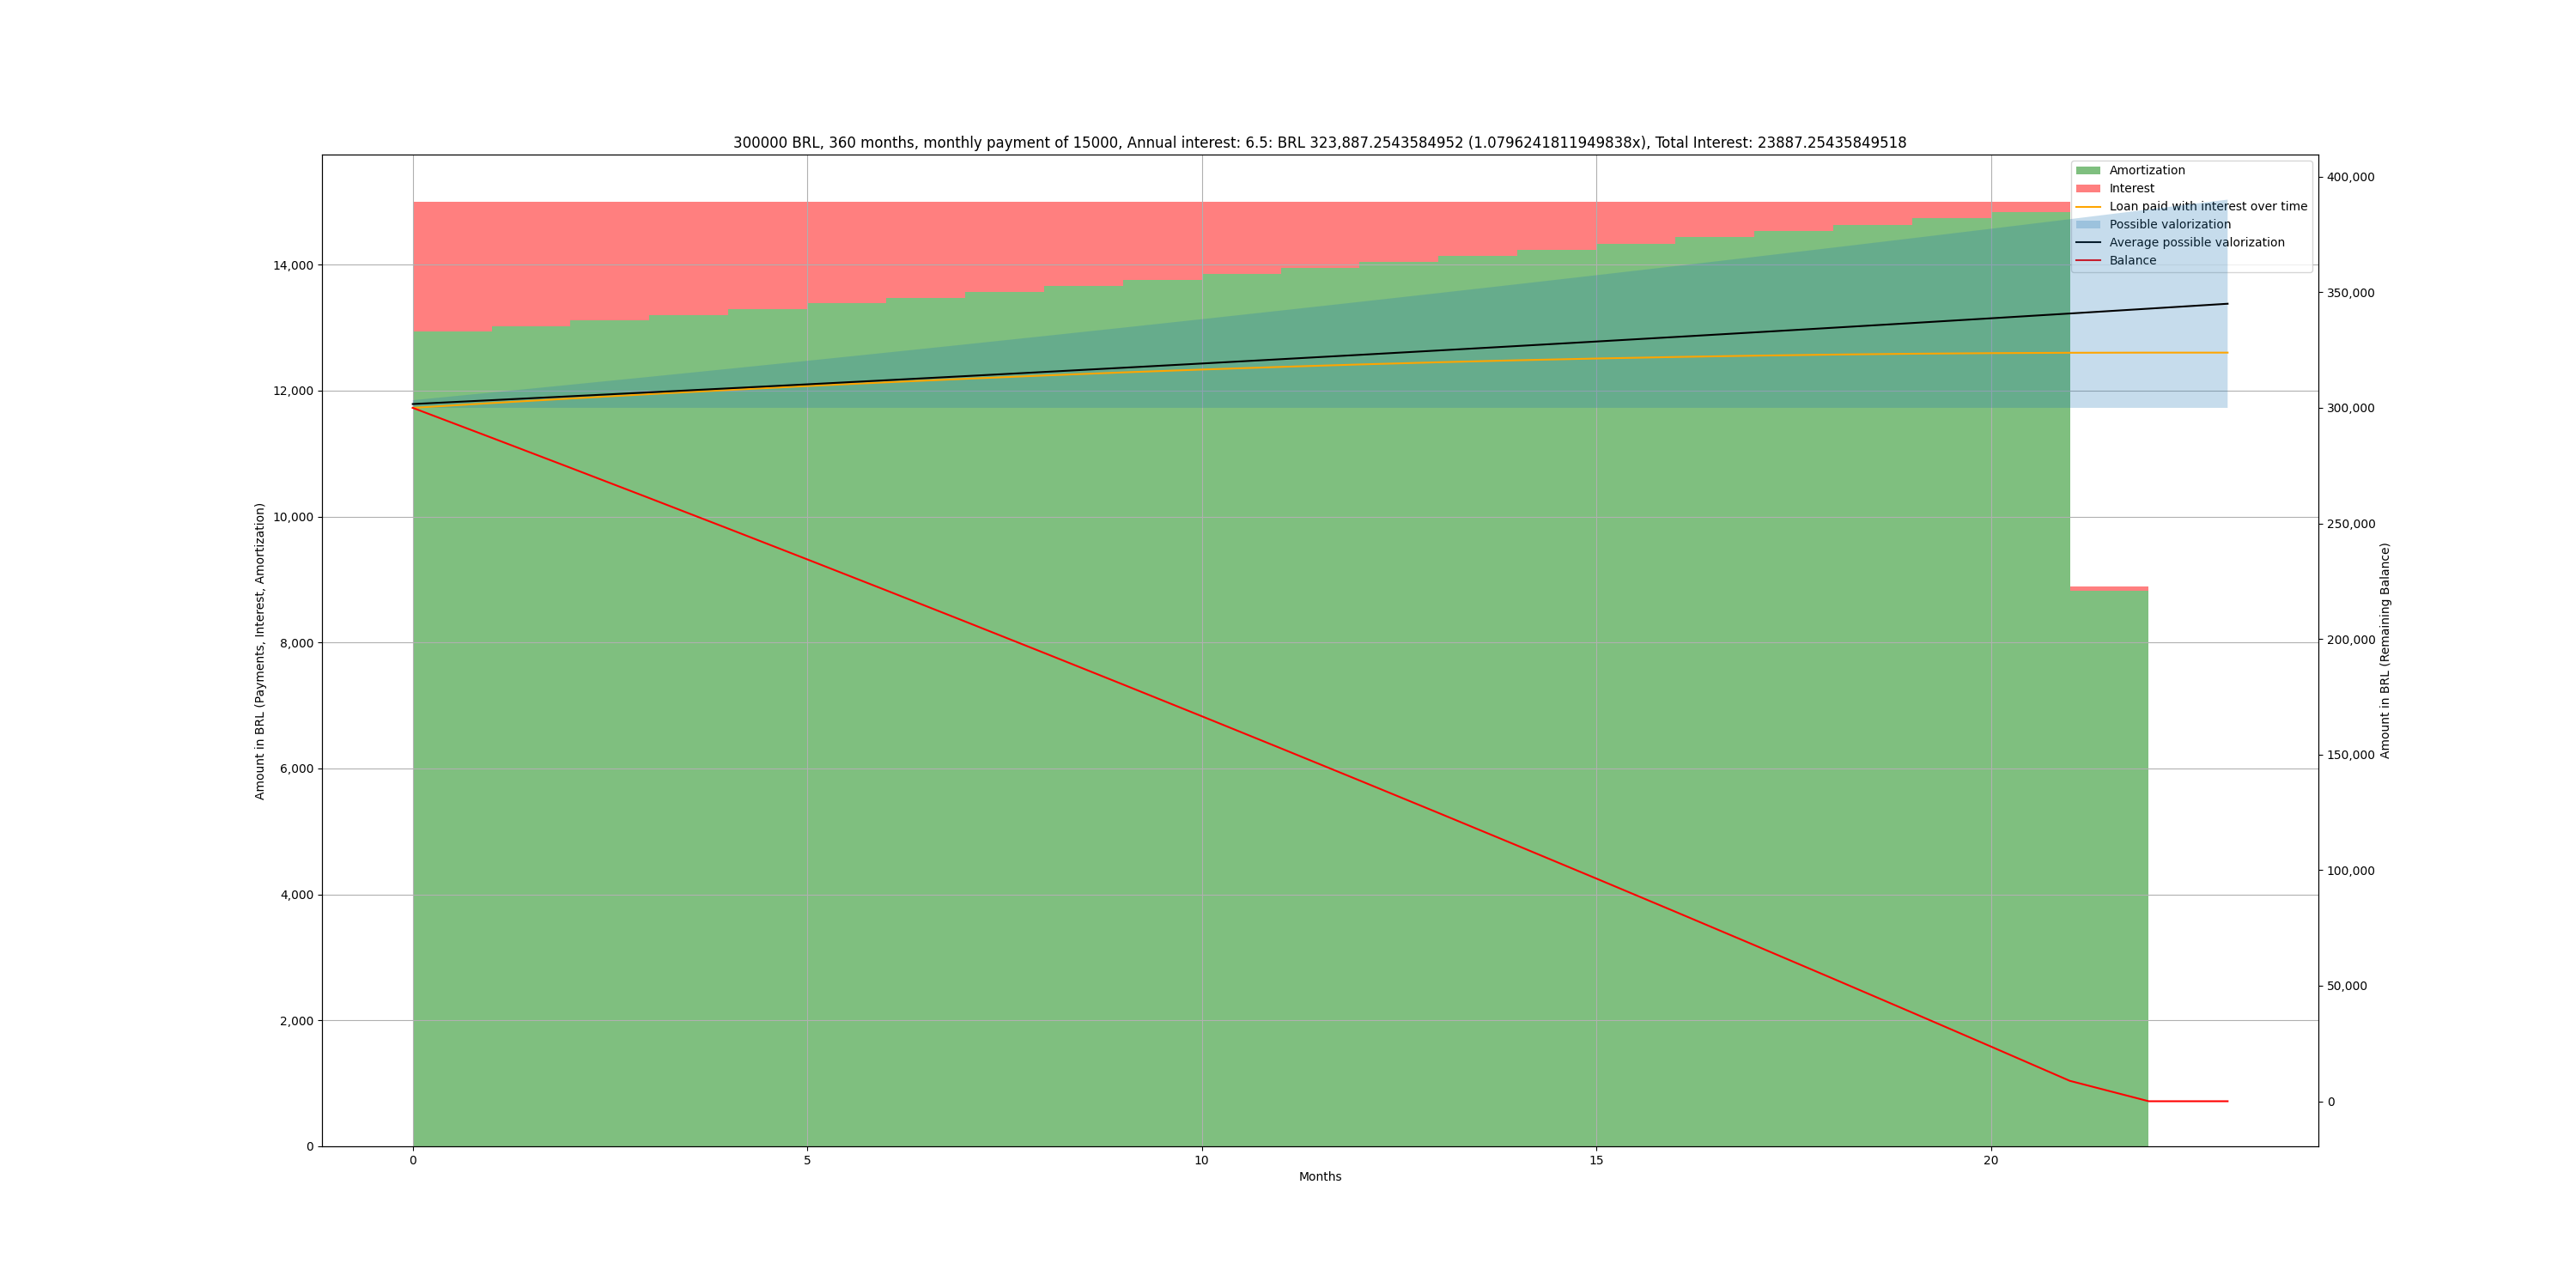 300000 BRL, 360 months, monthly payment of 15000, Annual interest: 6.5: BRL 323,887.2543584952 (1.0796241811949838x), Total Interest: 23887.25435849518
Amortization
Interest
Loan paid with interest over time
Possible valorization
Average possible valorization
Balance
Amount in BRL (Payments, Interest, Amortization)
14,000
12,000
10,000
8,000
6,000
4,000
2,000
0
400,000
350,000
300,000
250,000
200,000
150,000
100,000
50,000
0
Amount in BRL (Remaining Balance)
0
5
10
15
20
Months